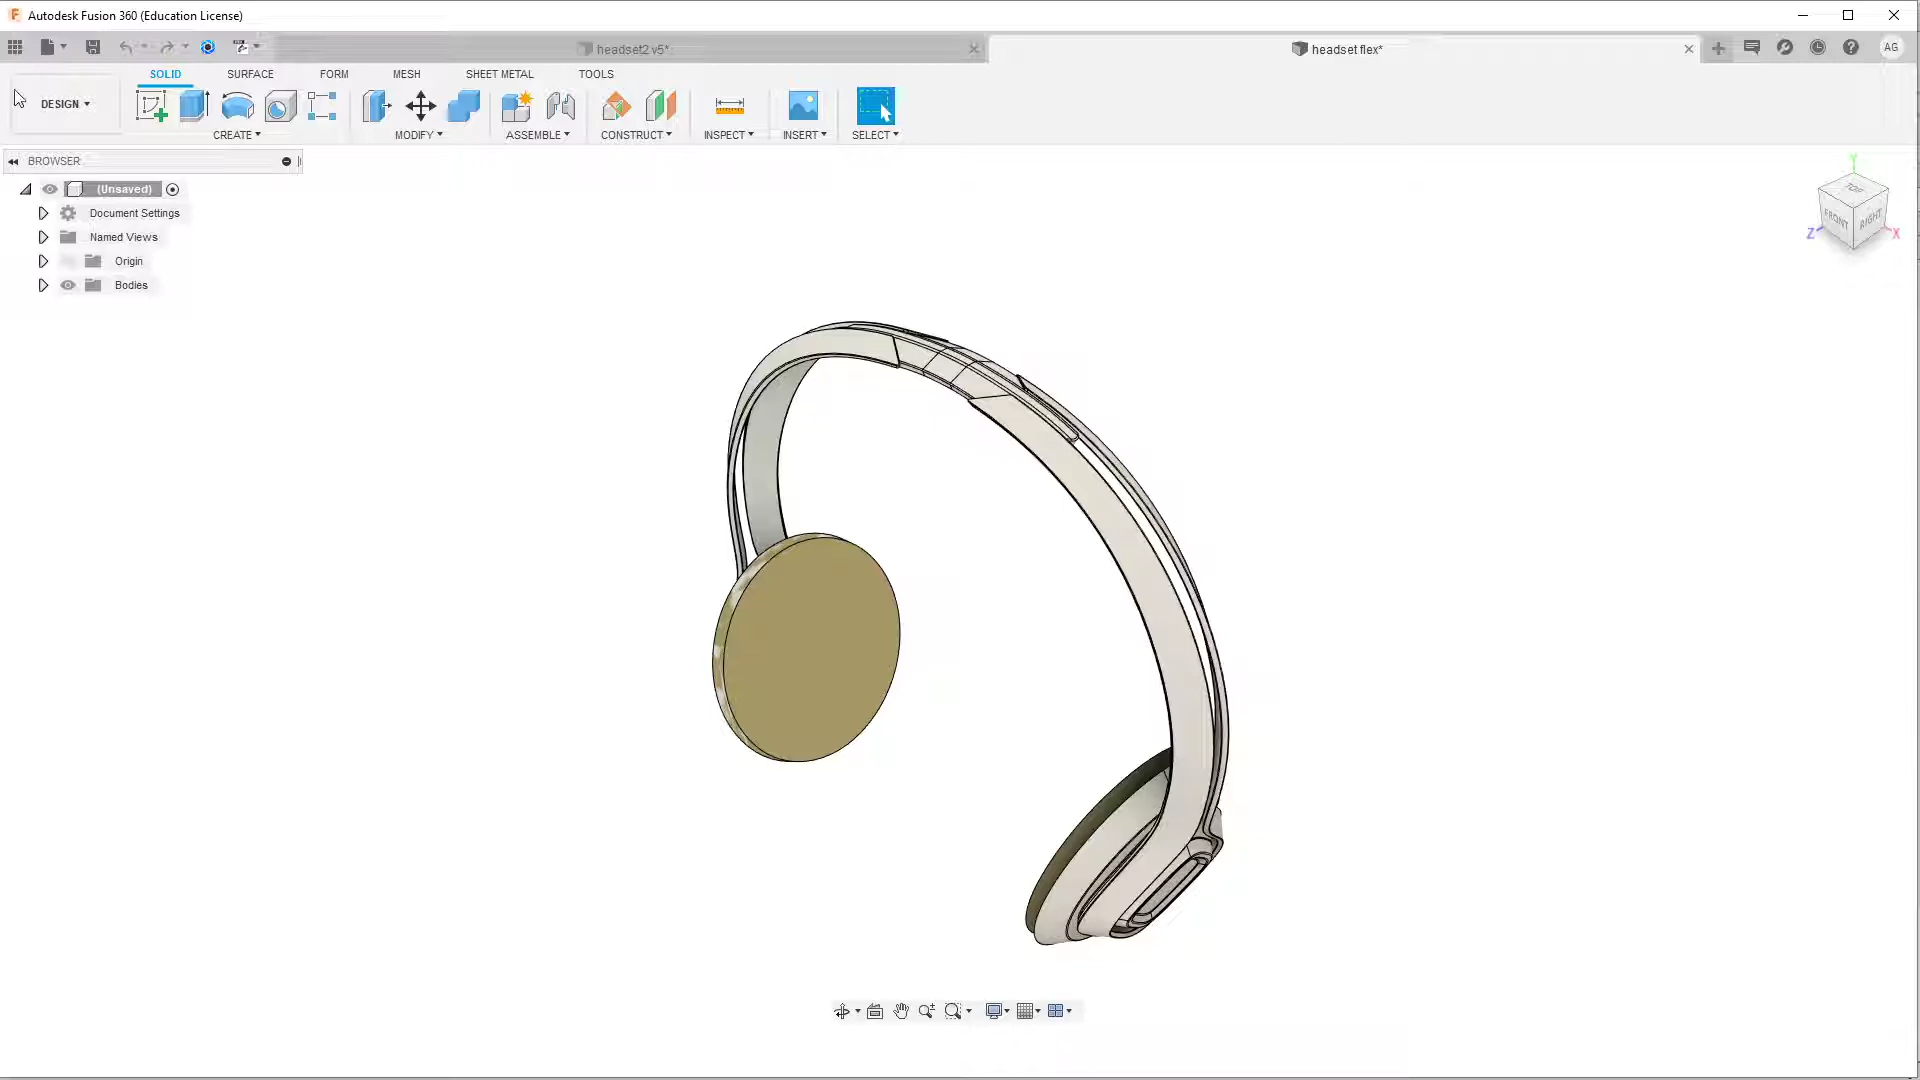 Autodesk Fusion 360 (Education License)
headset2 v5*
headset flex*
AG
SOLID
SURFACE
FORM
MESH
SHEET METAL
TOOLS
DESIGN
CREATE
MODIFY
ASSEMBLE
CONSTRUCT
INSPECT
INSERT
SELECT
BROWSER
(Unsaved)
Document Settings
Named Views
Origin
Bodies
Y
TOP
FRONT
RIGHT
Z
X